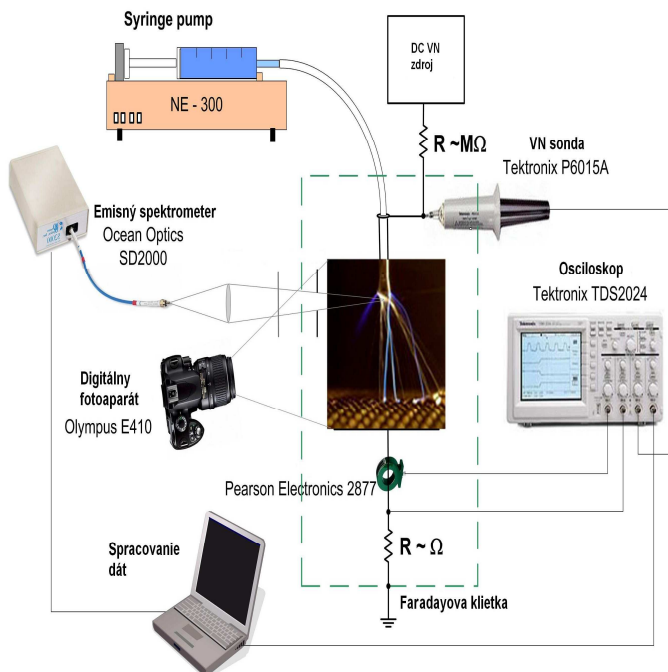 Syringe pump
NE - 300
DC VN
zdroj
R ~MΩ
VN sonda
Tektronix P6015A
Emisný spektrometer
Ocean Optics
SD2000
Osciloskop
Tektronix TDS2024
Digitálny
fotoaparát
Olympus E410
Pearson Electronics 2877
R ~ Ω
Spracovanie
dát
Faradayova klietka